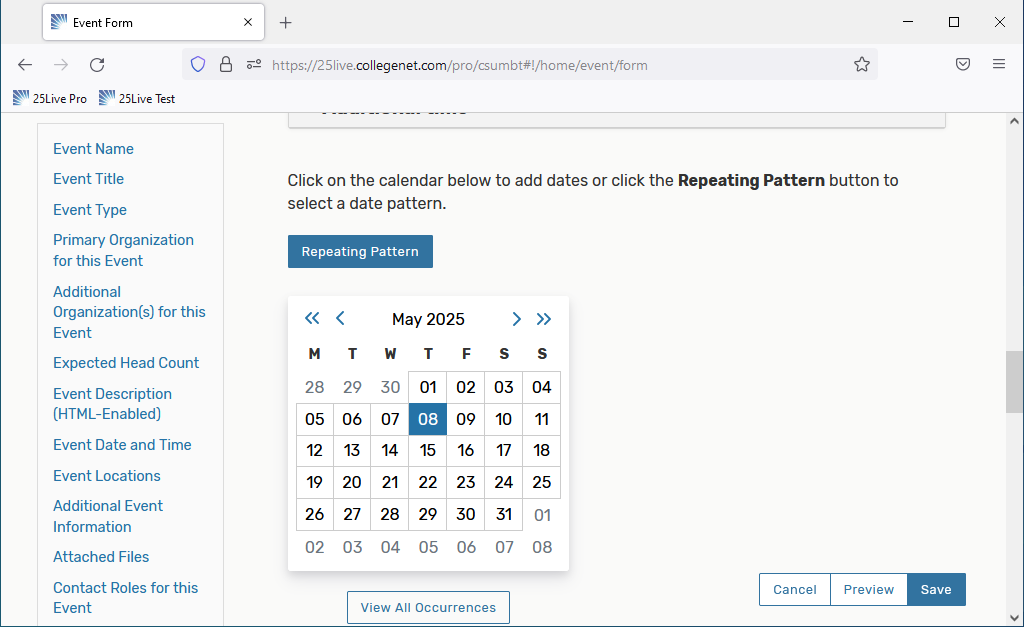 Event Form
https://25live.collegenet.com/pro/csumbt#!/home/event/form
25Live Pro
25Live Test
Event Name
Event Title
Event Type
Primary Organization
for this Event
Additional
Organization(s) for this
Event
Expected Head Count
Event Description
(HTML-Enabled)
Event Date and Time
Event Locations
Additional Event
Information
Attached Files
Contact Roles for this
Event
Additional time
Click on the calendar below to add dates or click the Repeating Pattern button to
select a date pattern.
Repeating Pattern
May 2025
M T W T F S S
28 29 30 01 02 03 04
05 06 07 08 09 10 11
12 13 14 15 16 17 18
19 20 21 22 23 24 25
26 27 28 29 30 31 01
02 03 04 05 06 07 08
View All Occurrences
Cancel Preview Save